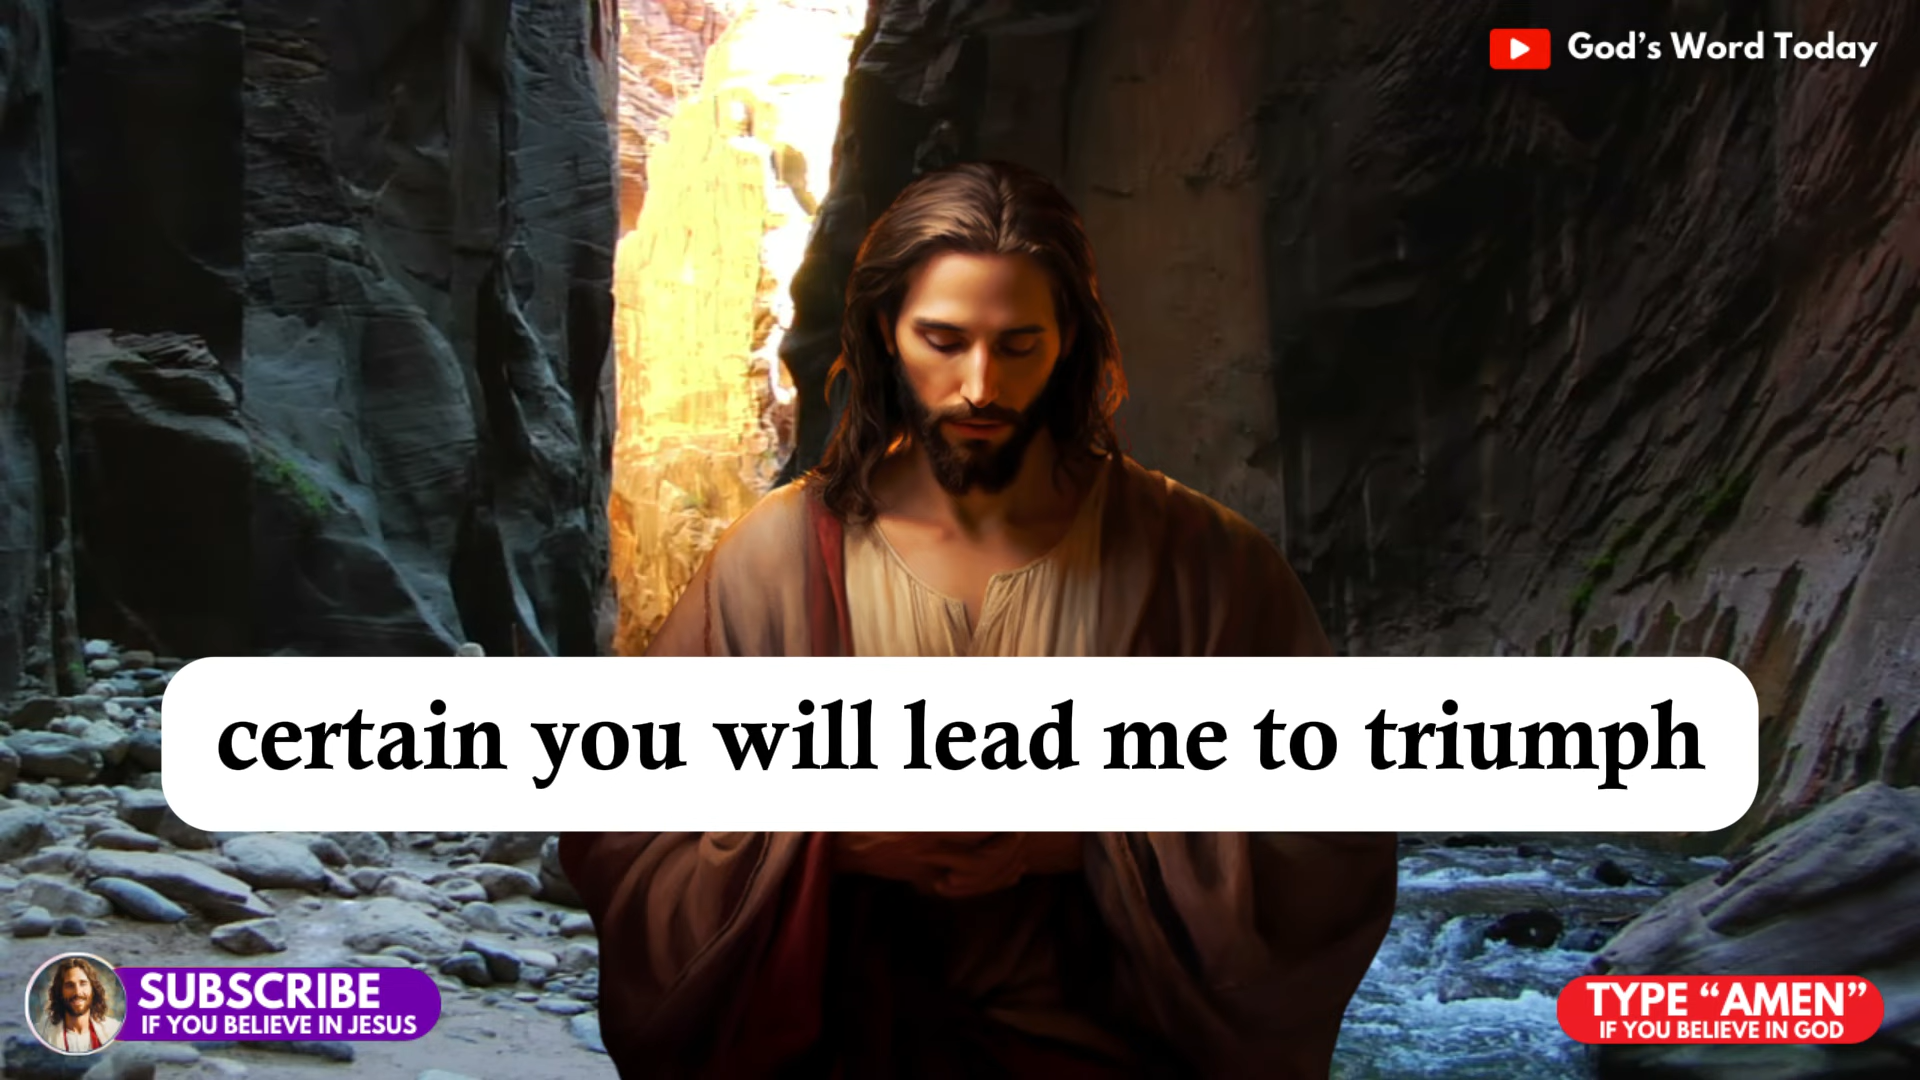 God’s Word Today
certain you will lead me to triumph
SUBSCRIBE
IF YOU BELIEVE IN JESUS
TYPE “AMEN”
IF YOU BELIEVE IN GOD